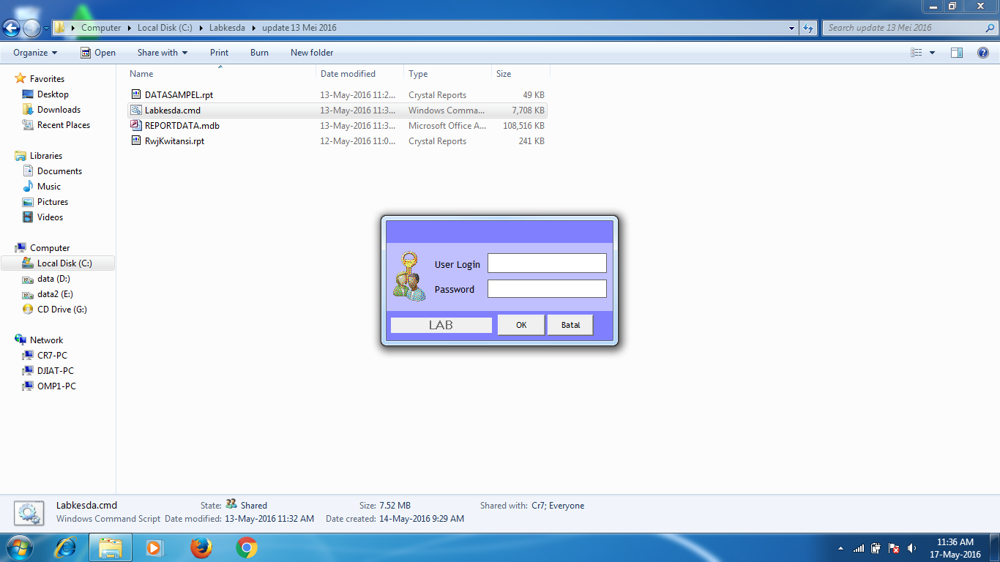 Computer Local Disk (C:) Labkesda update 13 Mei 2016
Search update 13 Mei 2016
Organize Open Share with Print Burn New folder
Name Date modified Type Size
DATASAMPEL.rpt 13-May-2016 11:2... Crystal Reports 49 KB
Labkesda.cmd 13-May-2016 11:3... Windows Comma... 7,708 KB
REPORTDATA.mdb 13-May-2016 11:3... Microsoft Office A... 108,516 KB
RwjKwitansi.rpt 12-May-2016 11:0... Crystal Reports 241 KB
Favorites
Desktop
Downloads
Recent Places
Libraries
Documents
Music
Pictures
Videos
Computer
Local Disk (C:)
data (D:)
data2 (E:)
CD Drive (G:)
Network
CR7-PC
DJIAT-PC
OMP1-PC
User Login
Password
LAB OK Batal
Labkesda.cmd State: Shared Size: 7.52 MB Shared with: Cr7; Everyone
Windows Command Script Date modified: 13-May-2016 11:32 AM Date created: 14-May-2016 9:29 AM
11:36 AM
17-May-2016